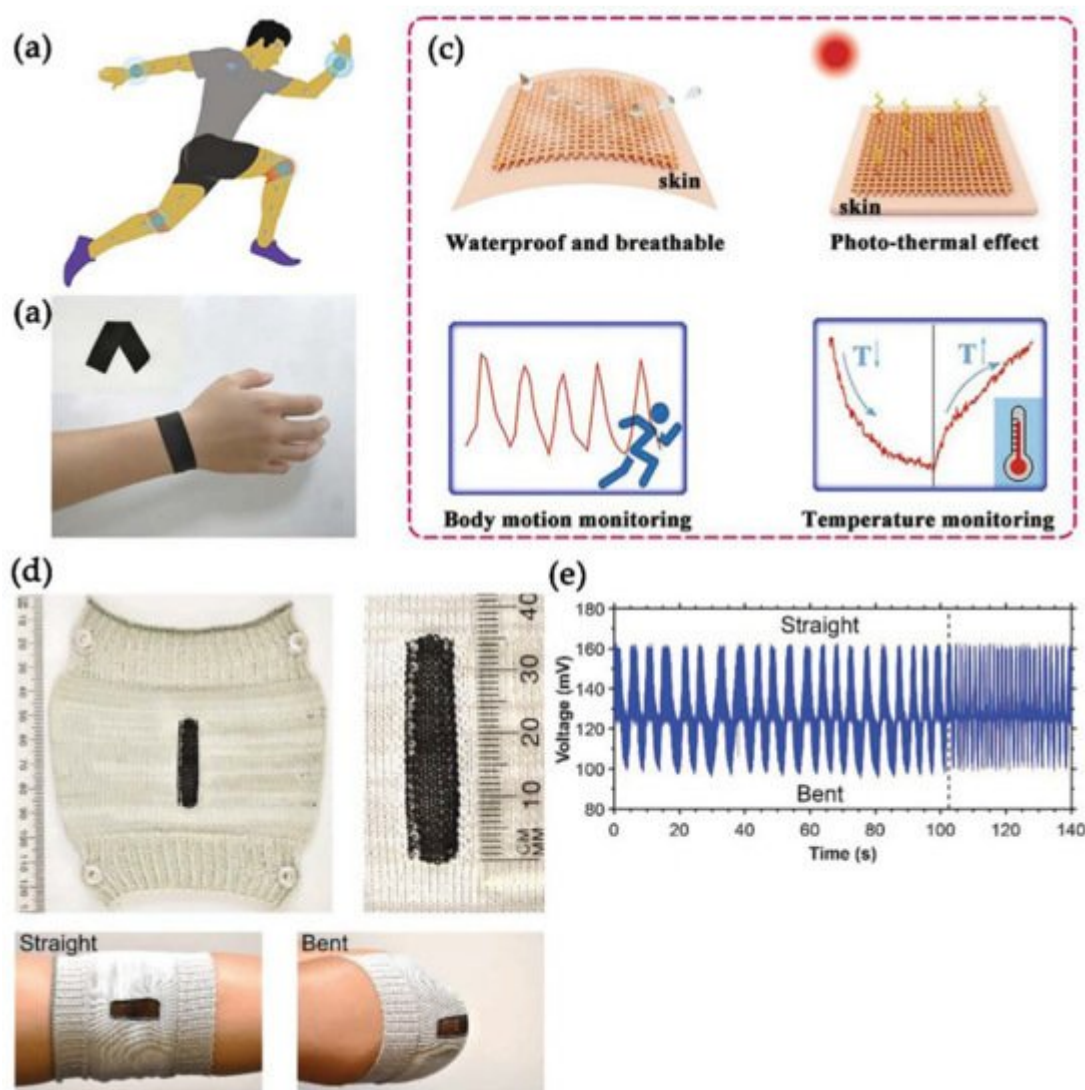 (a)
(c)
skin
skin
Waterproof and breathable
Photo-thermal effect
(a)
T↓
T↑
Body motion monitoring
Temperature monitoring
(d)
(e)
40
30
20
10
CM
MM
180
160
140
120
100
80
Voltage (mV)
Straight
Bent
0 20 40 60 80 100 120 140
Time (s)
Straight
Bent